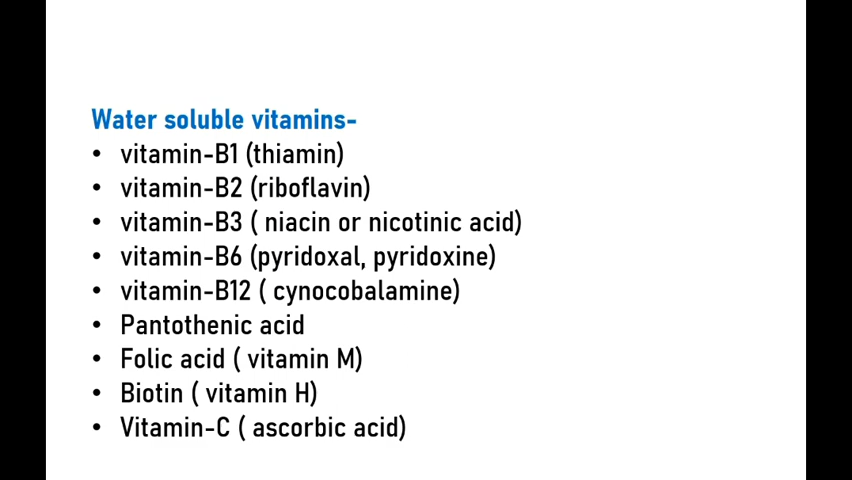 Water soluble vitamins-
• vitamin-B1 (thiamin)
• vitamin-B2 (riboflavin)
• vitamin-B3 ( niacin or nicotinic acid)
• vitamin-B6 (pyridoxal, pyridoxine)
• vitamin-B12 ( cynocobalamine)
• Pantothenic acid
• Folic acid ( vitamin M)
• Biotin ( vitamin H)
• Vitamin-C ( ascorbic acid)